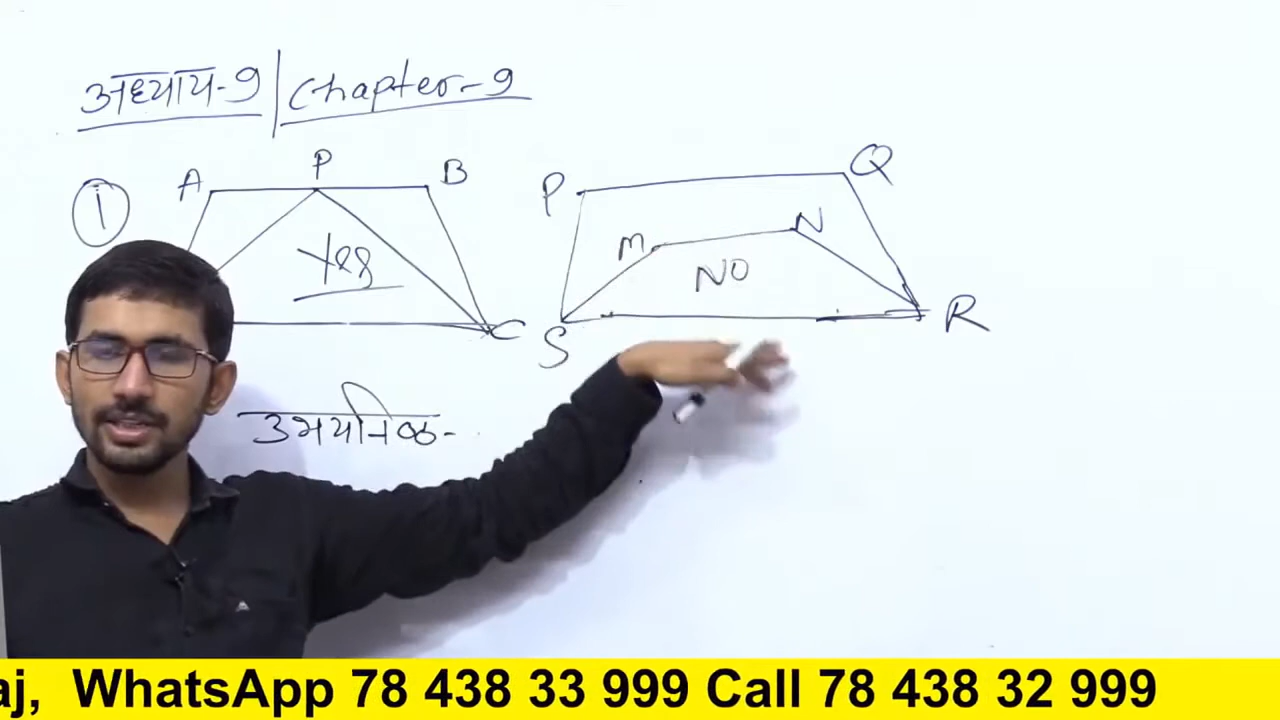 अध्याय-9 | Chapter-9
A P B P Q
① M N
Yes NO
C S R
उभयनिष्ठ-
aj, WhatsApp 78 438 33 999 Call 78 438 32 999